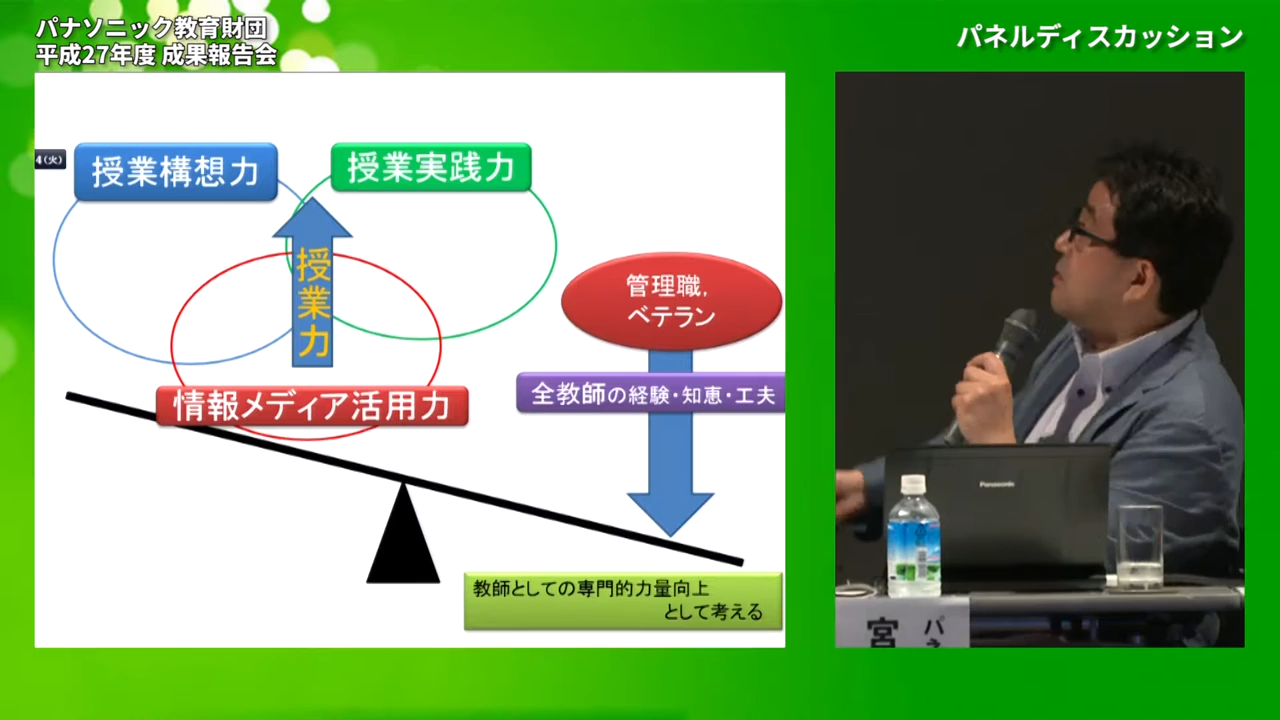 パナソニック教育財団
平成27年度 成果報告会
パネルディスカッション
4(火)
授業構想力
授業実践力
授業力
情報メディア活用力
管理職,
ベテラン
全教師の経験・知恵・工夫
教師としての専門的力量向上
として考える
Panasonic
パネ
宮